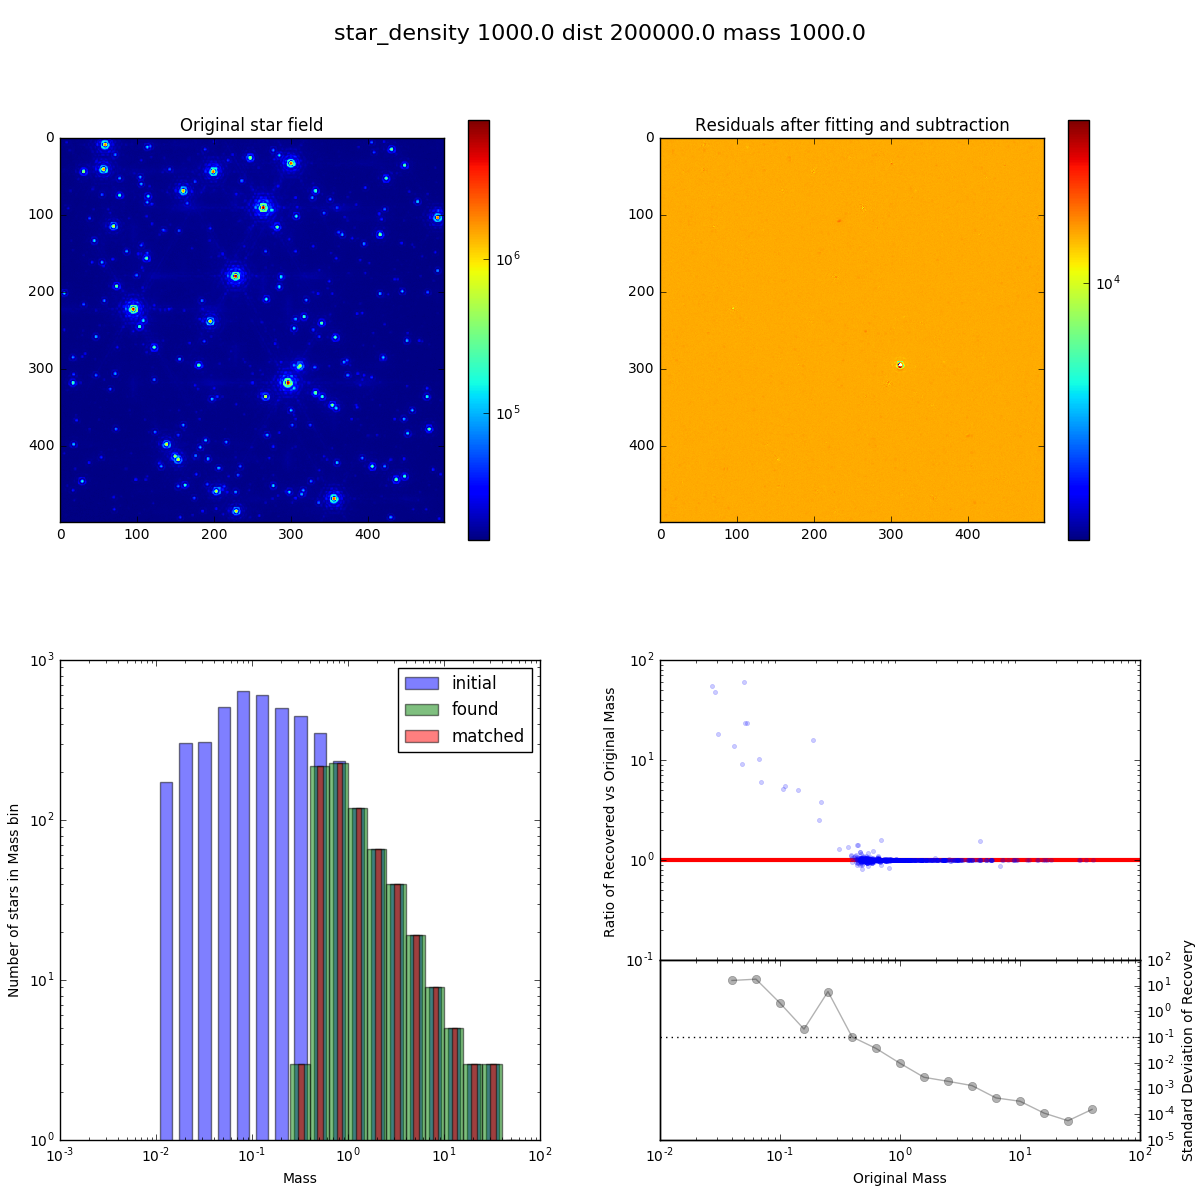 star_density 1000.0 dist 200000.0 mass 1000.0
Original star field
0
100
200
300
400
0 100 200 300 400
10^6
10^5
Residuals after fitting and subtraction
0
100
200
300
400
0 100 200 300 400
10^4
Number of stars in Mass bin
10^3
10^2
10^1
10^0
10^-3 10^-2 10^-1 10^0 10^1 10^2
Mass
initial
found
matched
Ratio of Recovered vs Original Mass
10^2
10^1
10^0
10^-1
10^2
10^1
10^0
10^-1
10^-2
10^-3
10^-4
10^-5
Standard Deviation of Recovery
10^-2 10^-1 10^0 10^1 10^2
Original Mass